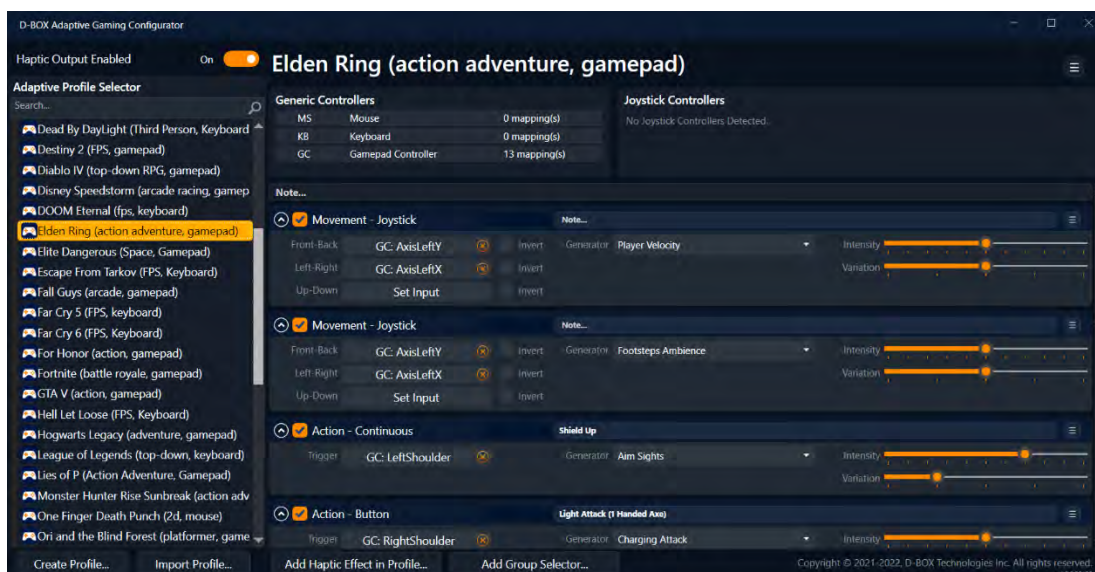 D-BOX Adaptive Gaming Configurator
Haptic Output Enabled On
Adaptive Profile Selector
Search...
Dead By DayLight (Third Person, Keyboard
Destiny 2 (FPS, gamepad)
Diablo IV (top-down RPG, gamepad)
Disney Speedstorm (arcade racing, gamep
DOOM Eternal (fps, keyboard)
Elden Ring (action adventure, gamepad)
Elite Dangerous (Space, Gamepad)
Escape From Tarkov (FPS, Keyboard)
Fall Guys (arcade, gamepad)
Far Cry 5 (FPS, keyboard)
Far Cry 6 (FPS, Keyboard)
For Honor (action, gamepad)
Fortnite (battle royale, gamepad)
GTA V (action, gamepad)
Hell Let Loose (FPS, Keyboard)
Hogwarts Legacy (adventure, gamepad)
League of Legends (top-down, keyboard)
Lies of P (Action Adventure, Gamepad)
Monster Hunter Rise Sunbreak (action adv
One Finger Death Punch (2d, mouse)
Ori and the Blind Forest (platformer, game
Create Profile... Import Profile...
Elden Ring (action adventure, gamepad)
Generic Controllers
MS Mouse 0 mapping(s)
KB Keyboard 0 mapping(s)
GC Gamepad Controller 13 mapping(s)
Joystick Controllers
No Joystick Controllers Detected.
Note...
Movement - Joystick Note...
Front-Back GC: AxisLeftY Invert Generator Player Velocity Intensity
Left-Right GC: AxisLeftX Invert Variation
Up-Down Set Input Invert
Movement - Joystick Note...
Front-Back GC: AxisLeftY Invert Generator Footsteps Ambience Intensity
Left-Right GC: AxisLeftX Invert Variation
Up-Down Set Input Invert
Action - Continuous Shield Up
Trigger GC: LeftShoulder Generator Aim Sights Intensity
Variation
Action - Button Light Attack (1 Handed Axe)
Trigger GC: RightShoulder Generator Charging Attack Intensity
Add Haptic Effect in Profile... Add Group Selector...
Copyright © 2021-2022, D-BOX Technologies Inc. All rights reserved.